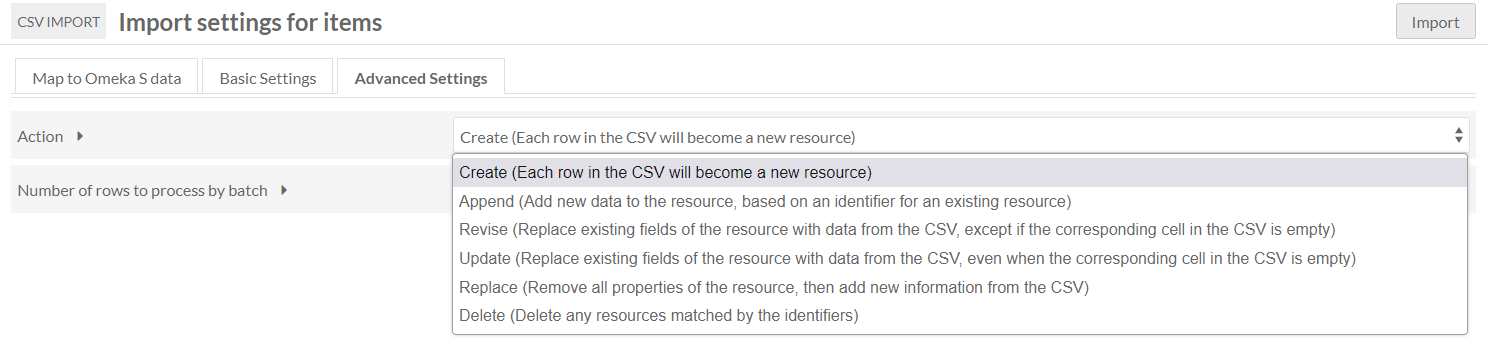 CSV IMPORT Import settings for items Import
Map to Omeka S data Basic Settings Advanced Settings
Action Create (Each row in the CSV will become a new resource)
Create (Each row in the CSV will become a new resource)
Number of rows to process by batch
Append (Add new data to the resource, based on an identifier for an existing resource)
Revise (Replace existing fields of the resource with data from the CSV, except if the corresponding cell in the CSV is empty)
Update (Replace existing fields of the resource with data from the CSV, even when the corresponding cell in the CSV is empty)
Replace (Remove all properties of the resource, then add new information from the CSV)
Delete (Delete any resources matched by the identifiers)